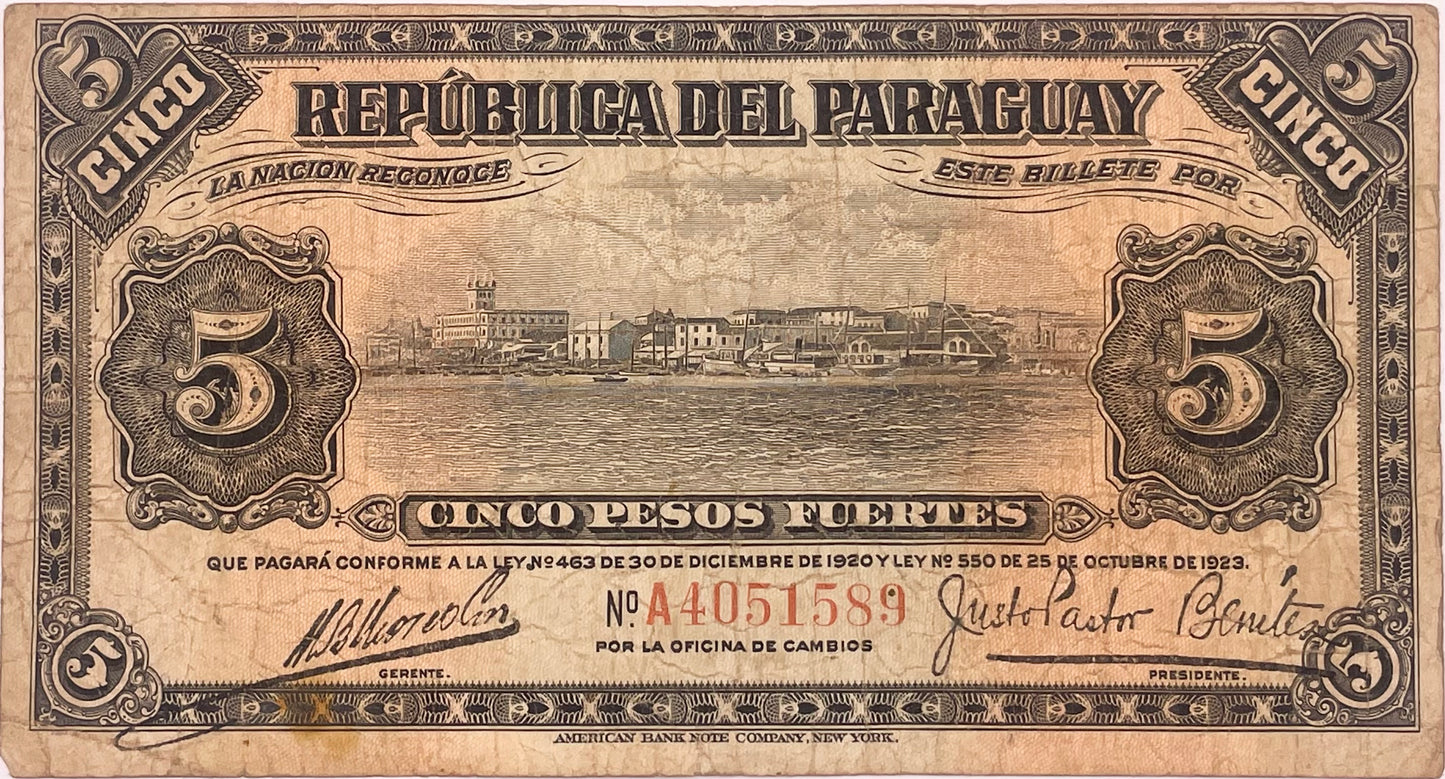 5 5
CINCO CINCO
REPÚBLICA DEL PARAGUAY
LA NACION RECONOCE ESTE BILLETE POR
5 5
CINCO PESOS FUERTES
QUE PAGARÁ CONFORME A LA LEY Nº 463 DE 30 DE DICIEMBRE DE 1920 Y LEY Nº 550 DE 25 DE OCTUBRE DE 1923.
Nº. A4051589
Justo Pastor Benítez
POR LA OFICINA DE CAMBIOS
GERENTE. PRESIDENTE.
5 5
AMERICAN BANK NOTE COMPANY, NEW YORK.